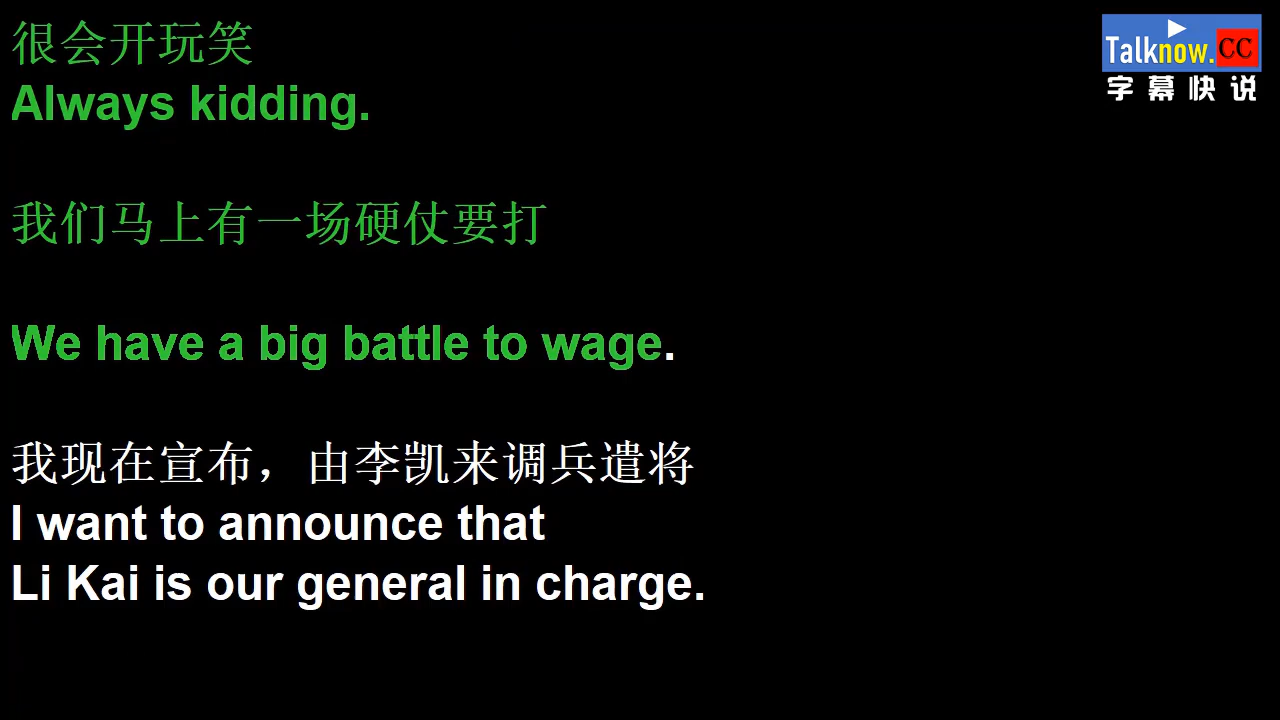 很会开玩笑
Always kidding.
我们马上有一场硬仗要打
We have a big battle to wage.
我现在宣布，由李凯来调兵遣将
I want to announce that
Li Kai is our general in charge.
Talknow.CC
字幕快说